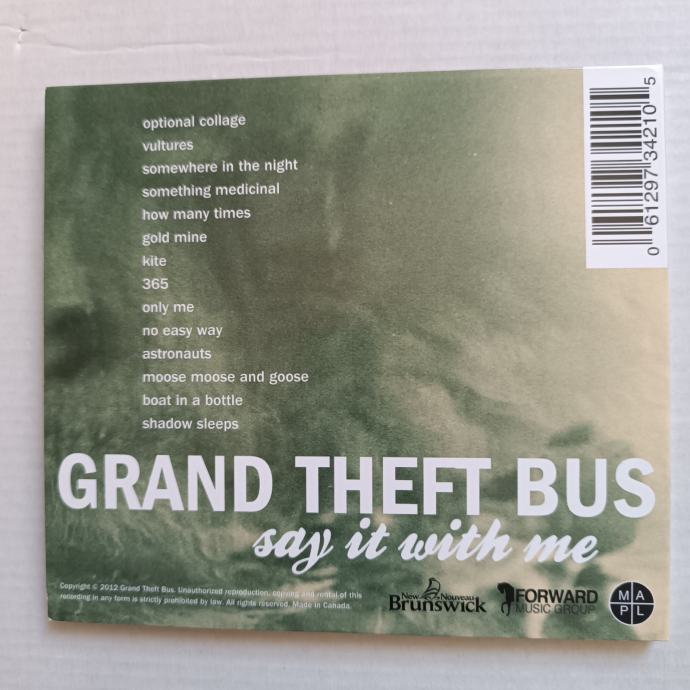 optional collage
vultures
somewhere in the night
something medicinal
how many times
gold mine
kite
365
only me
no easy way
astronauts
moose moose and goose
boat in a bottle
shadow sleeps
GRAND THEFT BUS
say it with me
Copyright © 2012 Grand Theft Bus. Unauthorized reproduction, copying and rental of this
recording in any form is strictly prohibited by law. All rights reserved. Made in Canada.
New Nouveau
Brunswick
FORWARD
MUSIC GROUP
M A
P L
0 61297 34210 5